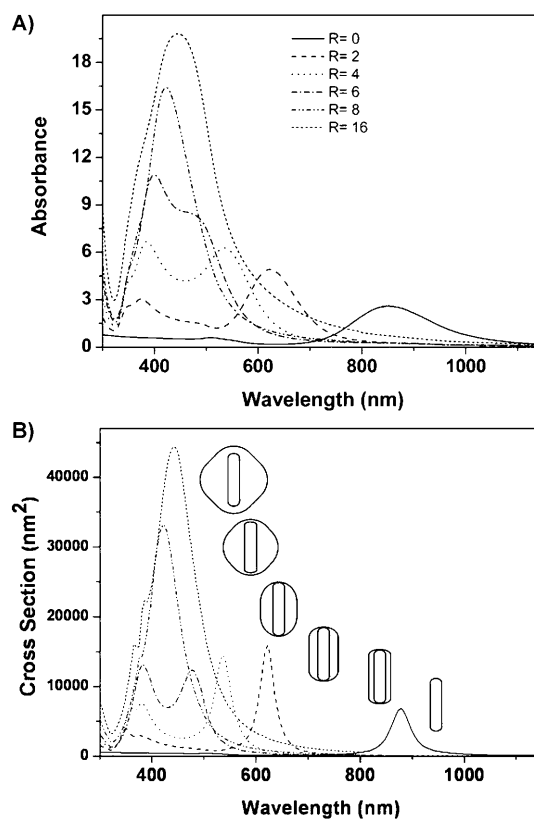 A)
R= 0
R= 2
R= 4
R= 6
R= 8
R= 16
18
15
12
9
6
3
0
Absorbance
400 600 800 1000
Wavelength (nm)
B)
40000
30000
20000
10000
0
Cross Section (nm²)
400 600 800 1000
Wavelength (nm)